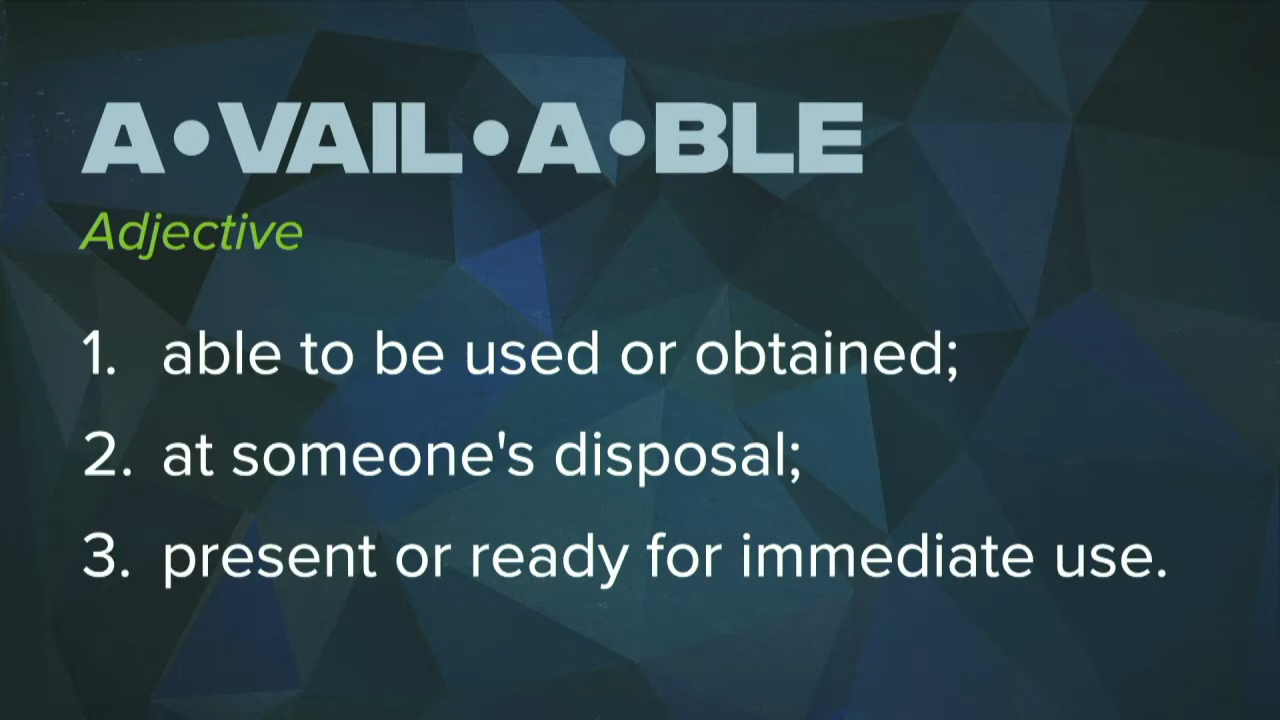 A•VAIL•A•BLE
Adjective
1. able to be used or obtained;
2. at someone's disposal;
3. present or ready for immediate use.